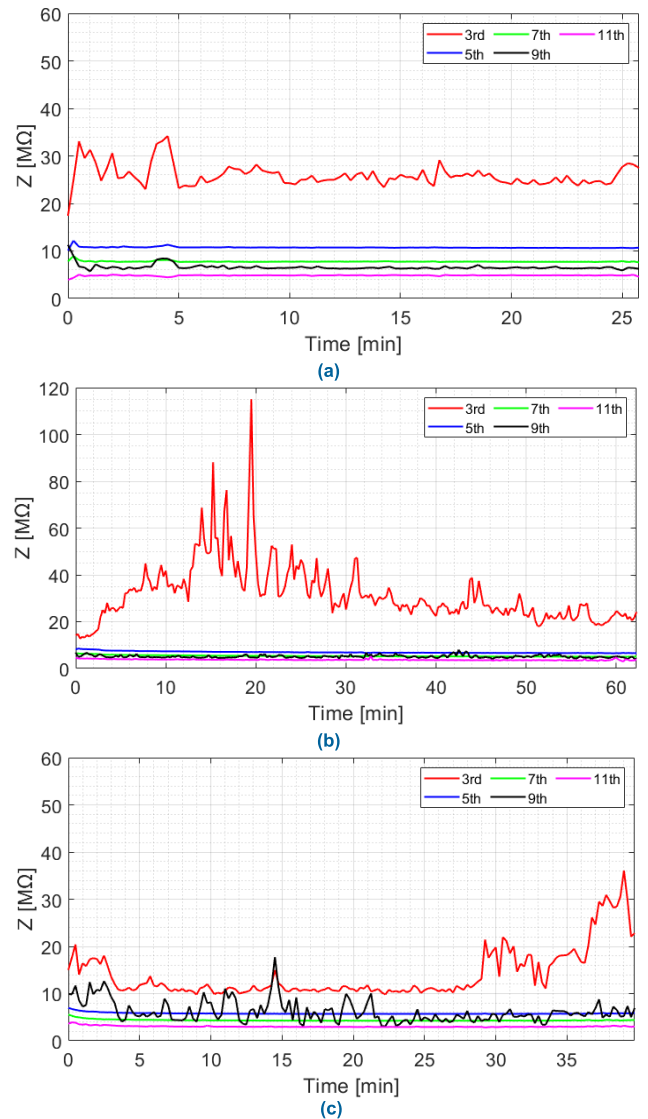 60
50
40
30
20
10
0
Z [MΩ]
3rd 7th 11th
5th 9th
0 5 10 15 20 25
Time [min]
(a)
120
100
80
60
40
20
0
Z [MΩ]
3rd 7th 11th
5th 9th
0 10 20 30 40 50 60
Time [min]
(b)
60
50
40
30
20
10
0
Z [MΩ]
3rd 7th 11th
5th 9th
0 5 10 15 20 25 30 35
Time [min]
(c)